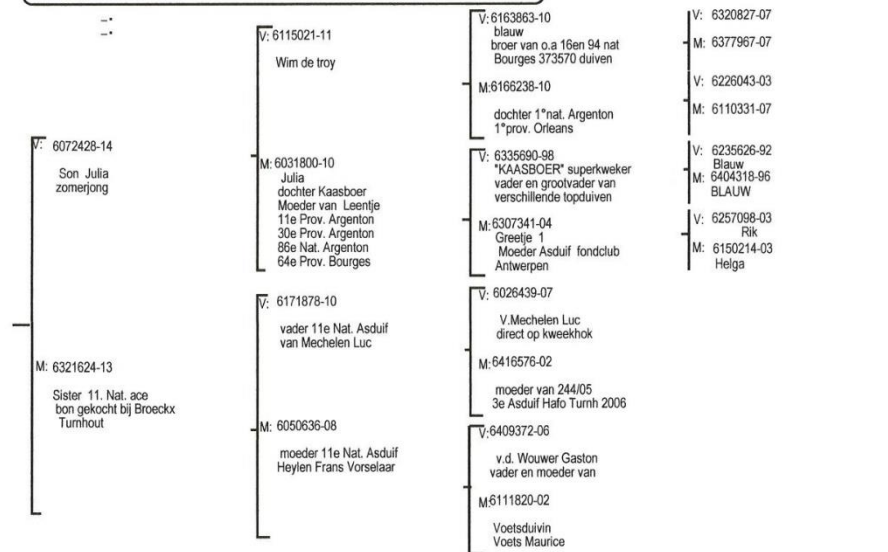 -.
-.
V: 6072428-14
Son Julia
zomerjong
M: 6321624-13
Sister 11. Nat. ace
bon gekocht bij Broeckx
Turnhout
V: 6115021-11
Wim de troy
M: 6031800-10
Julia
dochter Kaasboer
Moeder van Leentje
11e Prov. Argenton
30e Prov. Argenton
86e Nat. Argenton
64e Prov. Bourges
V: 6171878-10
vader 11e Nat. Asduif
van Mechelen Luc
M: 6050636-08
moeder 11e Nat. Asduif
Heylen Frans Vorselaar
V: 6163863-10
blauw
broer van o.a 16en 94 nat
Bourges 373570 duiven
M:6166238-10
dochter 1°nat. Argenton
1°prov. Orleans
V: 6335690-98
"KAASBOER" superkweker
vader en grootvader van
verschillende topduiven
M:6307341-04
Greetje 1
Moeder Asduif fondclub
Antwerpen
V: 6026439-07
V.Mechelen Luc
direct op kweekhok
M:6416576-02
moeder van 244/05
3e Asduif Hafo Turnh 2006
V:6409372-06
v.d. Wouwer Gaston
vader en moeder van
M:6111820-02
Voetsduivin
Voets Maurice
V: 6320827-07
M: 6377967-07
V: 6226043-03
M: 6110331-07
V: 6235626-92
Blauw
M: 6404318-96
BLAUW
V: 6257098-03
Rik
M: 6150214-03
Helga